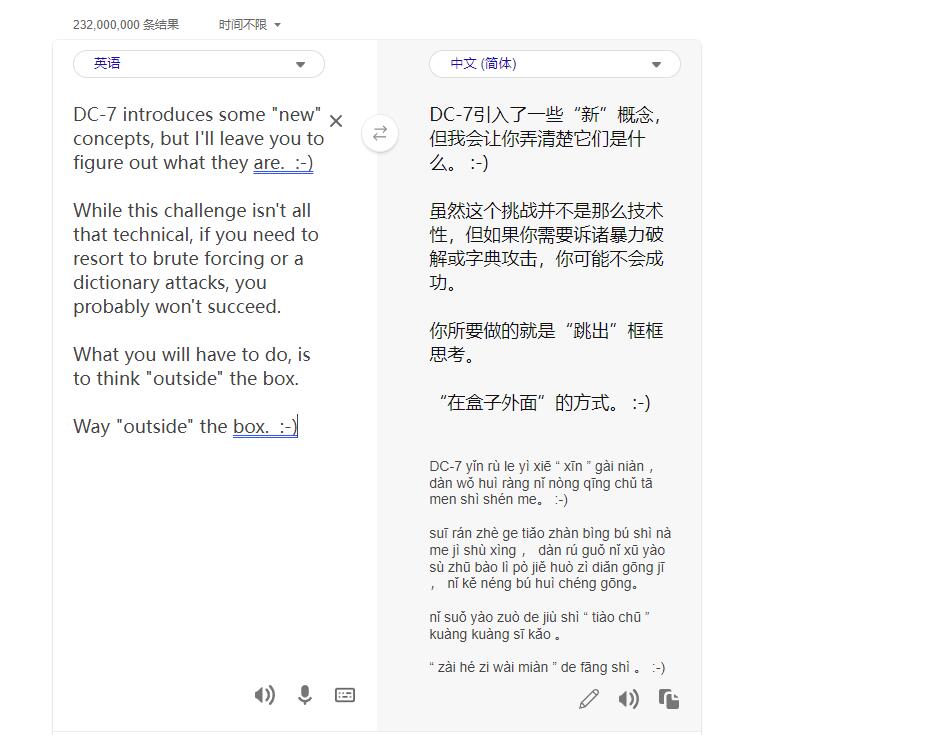 232,000,000 条结果
时间不限
英语
DC-7 introduces some "new"
concepts, but I'll leave you to
figure out what they are.  :-)
While this challenge isn't all
that technical, if you need to
resort to brute forcing or a
dictionary attacks, you
probably won't succeed.
What you will have to do, is
to think "outside" the box.
Way "outside" the box.  :-)
中文 (简体)
DC-7引入了一些“新”概念，
但我会让你弄清楚它们是什
么。 :-)
虽然这个挑战并不是那么技术
性，但如果你需要诉诸暴力破
解或字典攻击，你可能不会成
功。
你所要做的就是“跳出”框框
思考。
“在盒子外面”的方式。 :-)
DC-7 yǐn rù le yì xiē “ xīn ” gài niàn ，
dàn wǒ huì ràng nǐ nòng qīng chǔ tā
men shì shén me。 :-)
suī rán zhè ge tiǎo zhàn bìng bú shì nà
me jì shù xìng ， dàn rú guǒ nǐ xū yào
sù zhū bào lì pò jiě huò zì diǎn gōng jī
， nǐ kě néng bú huì chéng gōng。
nǐ suǒ yào zuò de jiù shì “ tiào chū ”
kuàng kuàng sī kǎo 。
“ zài hé zi wài miàn ” de fāng shì 。 :-)